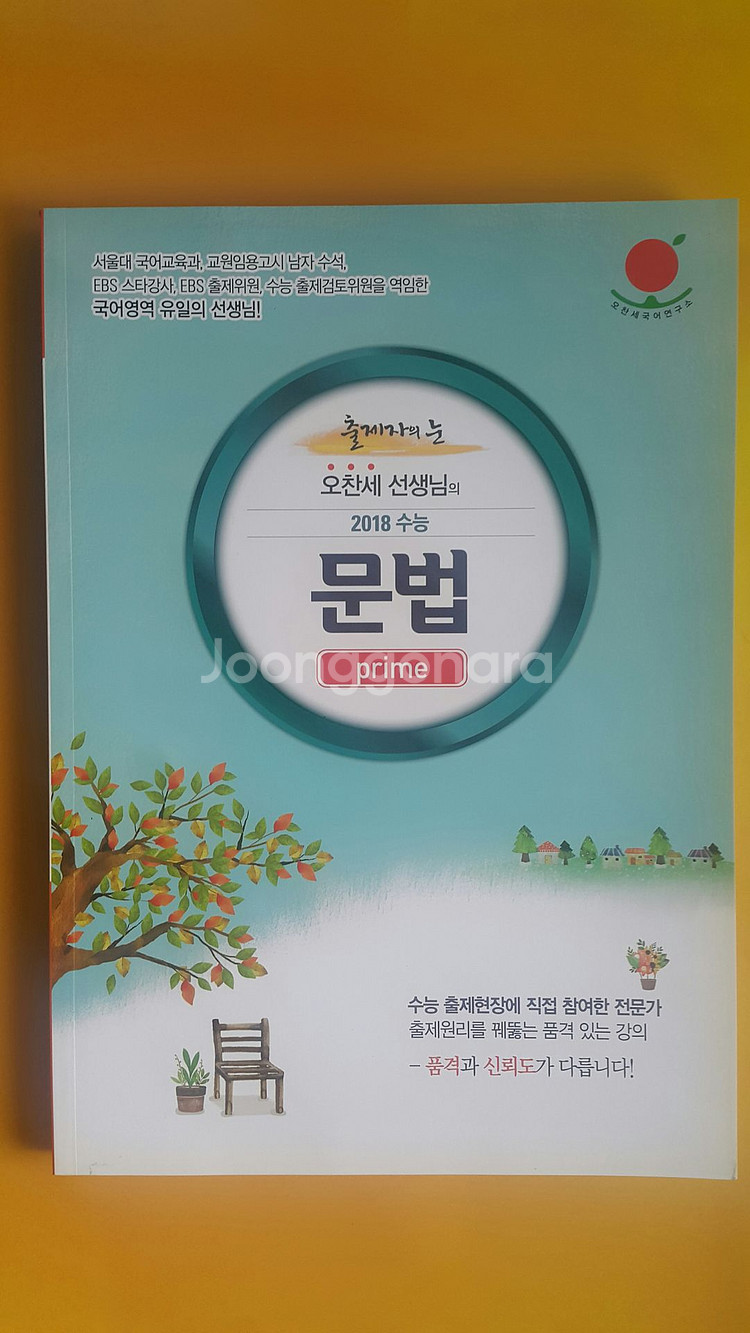 서울대 국어교육과, 교원임용고시 남자 수석,
EBS 스타강사, EBS 출제위원, 수능 출제검토위원을 역임한
국어영역 유일의 선생님!
오찬세국어연구소
출제자의 눈
오찬세 선생님의
2018 수능
문법
prime
Joonggonara
수능 출제현장에 직접 참여한 전문가
출제원리를 꿰뚫는 품격 있는 강의
- 품격과 신뢰도가 다릅니다!